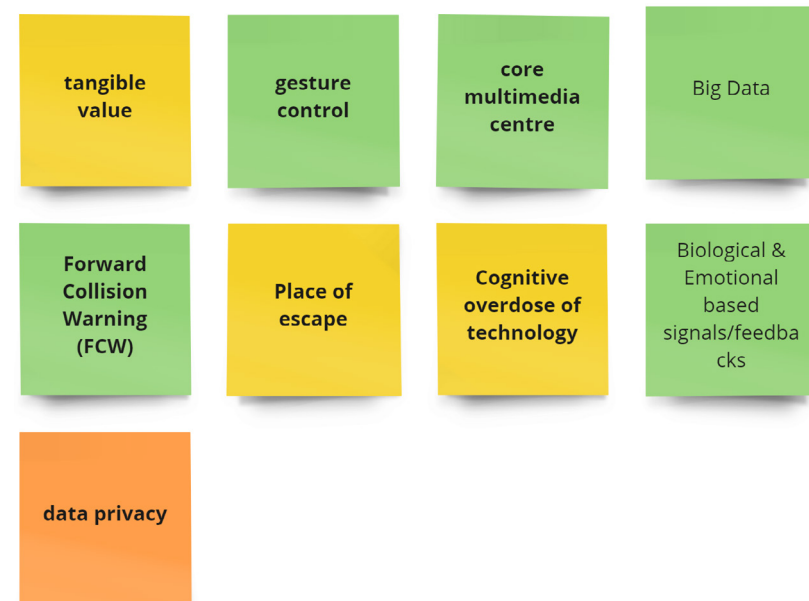 tangible
value
gesture
control
core
multimedia
centre
Big Data
Forward
Collision
Warning
(FCW)
Place of
escape
Cognitive
overdose of
technology
Biological &
Emotional
based
signals/feedba
cks
data privacy